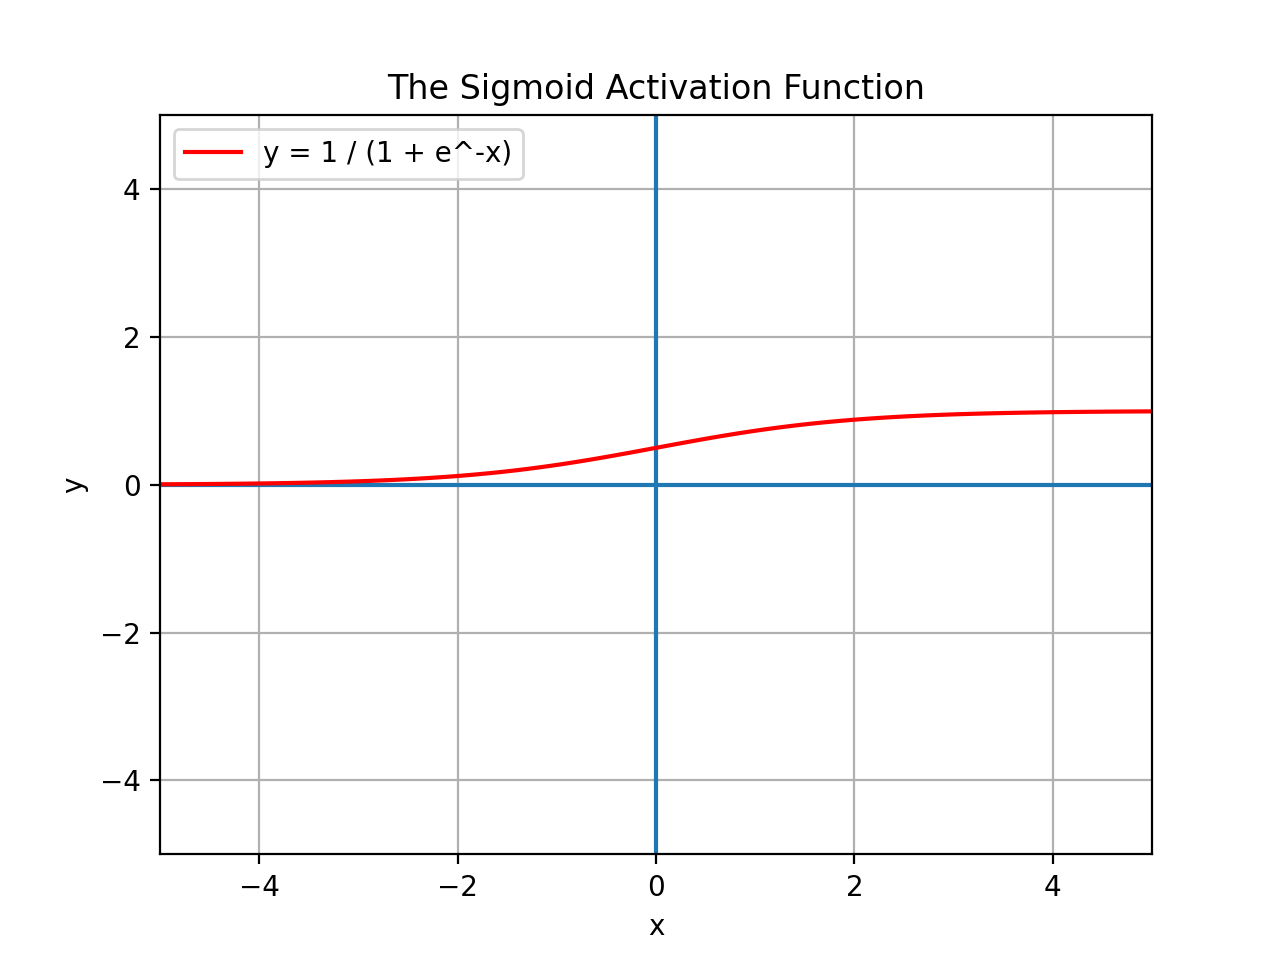 The Sigmoid Activation Function
y = 1 / (1 + e^-x)
4
2
0
−2
−4
y
−4 −2 0 2 4
x